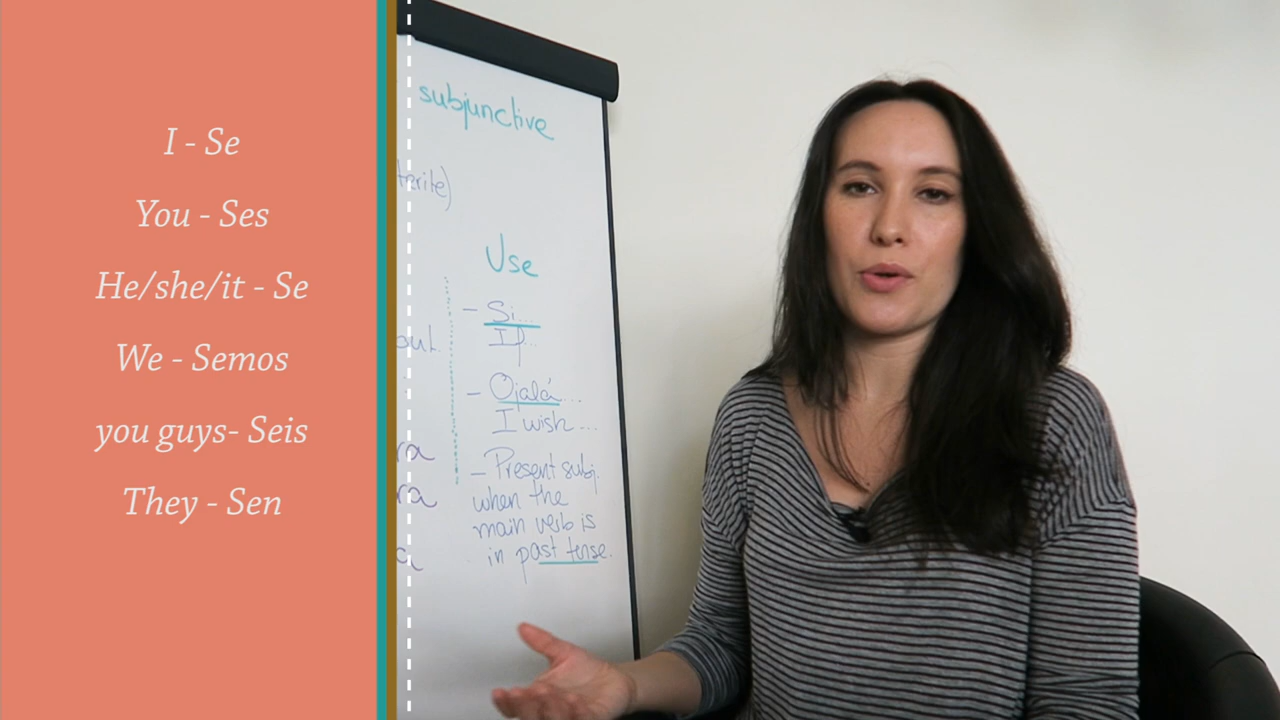 I - Se
You - Ses
He/she/it - Se
We - Semos
you guys- Seis
They - Sen
subjunctive
Use
- Si...
If...
- Ojalá...
I wish ...
- Present subj.
when the
main verb is
in past tense.